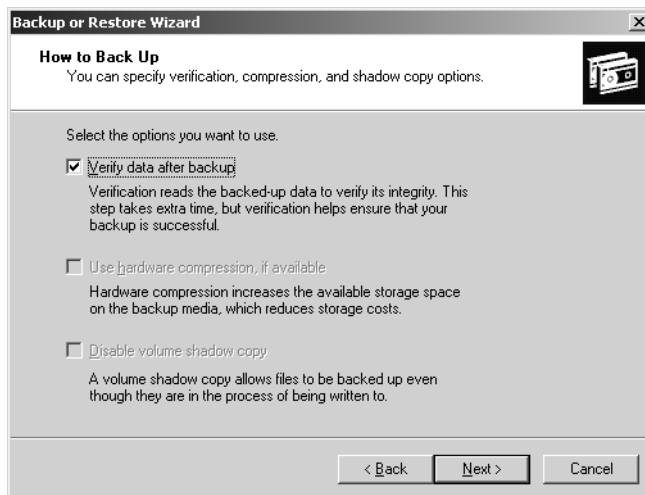 Backup or Restore Wizard
How to Back Up
You can specify verification, compression, and shadow copy options.
Select the options you want to use.
Verify data after backup
Verification reads the backed-up data to verify its integrity. This
step takes extra time, but verification helps ensure that your
backup is successful.
Use hardware compression, if available
Hardware compression increases the available storage space
on the backup media, which reduces storage costs.
Disable volume shadow copy
A volume shadow copy allows files to be backed up even
though they are in the process of being written to.
< Back Next > Cancel